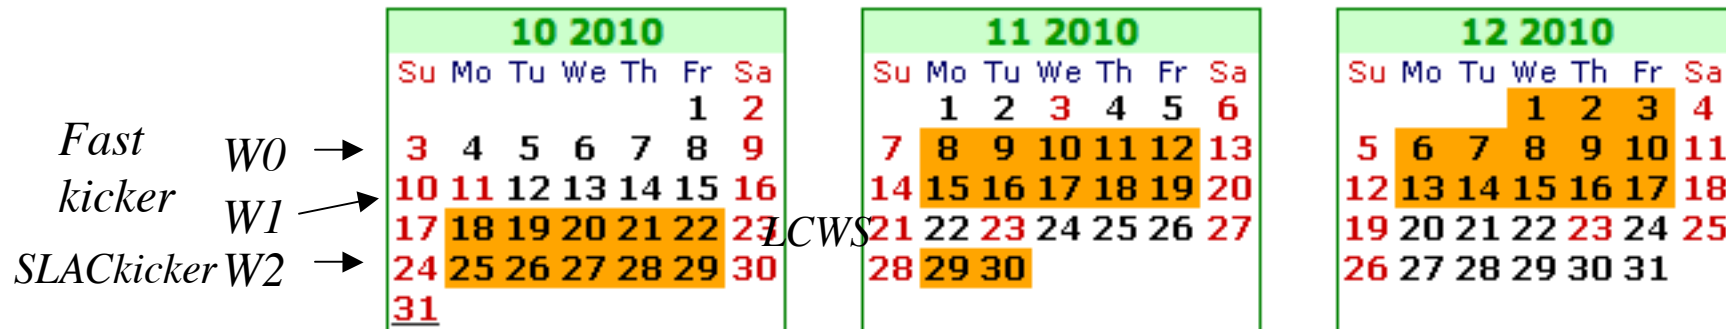 10 2010 11 2010 12 2010
Su Mo Tu We Th Fr Sa Su Mo Tu We Th Fr Sa Su Mo Tu We Th Fr Sa
1 2 1 2 3 4 5 6 1 2 3 4
Fast W0 3 4 5 6 7 8 9 7 8 9 10 11 12 13 5 6 7 8 9 10 11
kicker W1 10 11 12 13 14 15 16 14 15 16 17 18 19 20 12 13 14 15 16 17 18
17 18 19 20 21 22 23 LCWS 21 22 23 24 25 26 27 19 20 21 22 23 24 25
SLACkicker W2 24 25 26 27 28 29 30 28 29 30 26 27 28 29 30 31
31